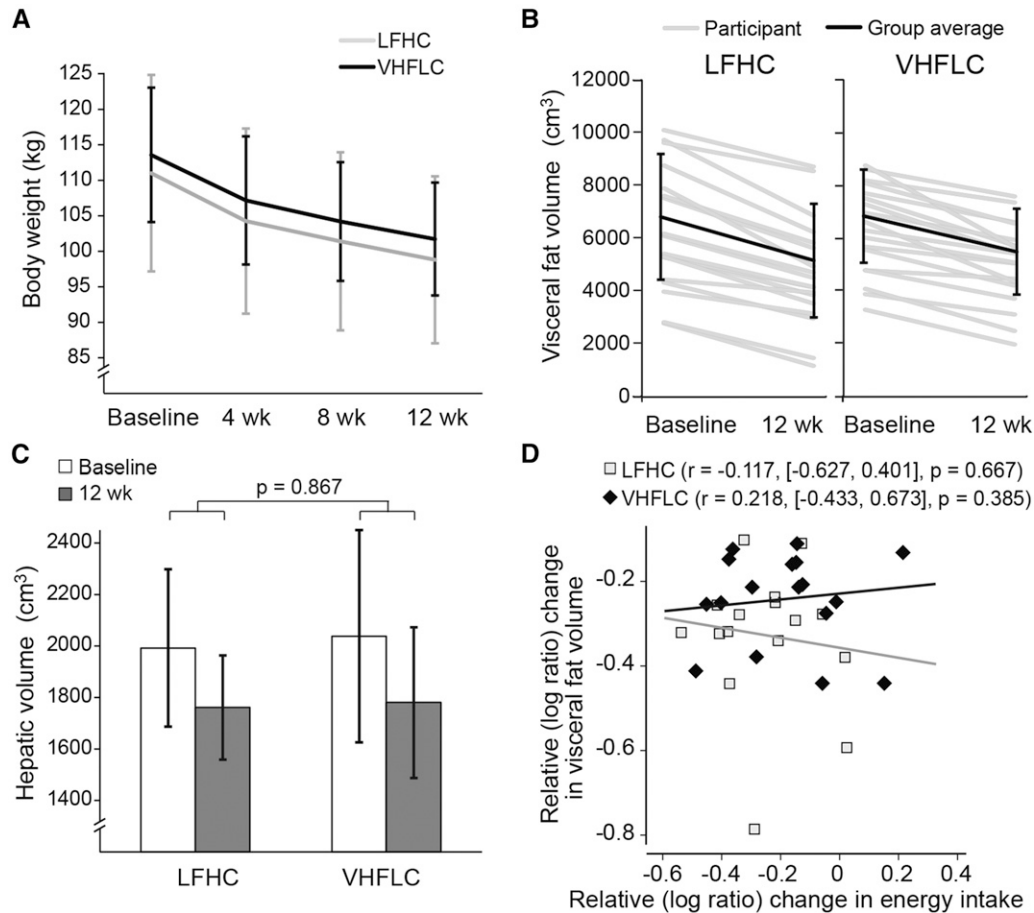 A
LFHC
VHFLC
Body weight (kg)
125
120
115
110
105
100
95
90
85
Baseline
4 wk
8 wk
12 wk
B
Participant
Group average
LFHC
VHFLC
Visceral fat volume (cm³)
12000
10000
8000
6000
4000
2000
0
Baseline
12 wk
Baseline
12 wk
C
Baseline
12 wk
p = 0.867
Hepatic volume (cm³)
2400
2200
2000
1800
1600
1400
LFHC
VHFLC
D
LFHC (r = -0.117, [-0.627, 0.401], p = 0.667)
VHFLC (r = 0.218, [-0.433, 0.673], p = 0.385)
Relative (log ratio) change
in visceral fat volume
-0.2
-0.4
-0.6
-0.8
-0.6
-0.4
-0.2
0
0.2
0.4
Relative (log ratio) change in energy intake